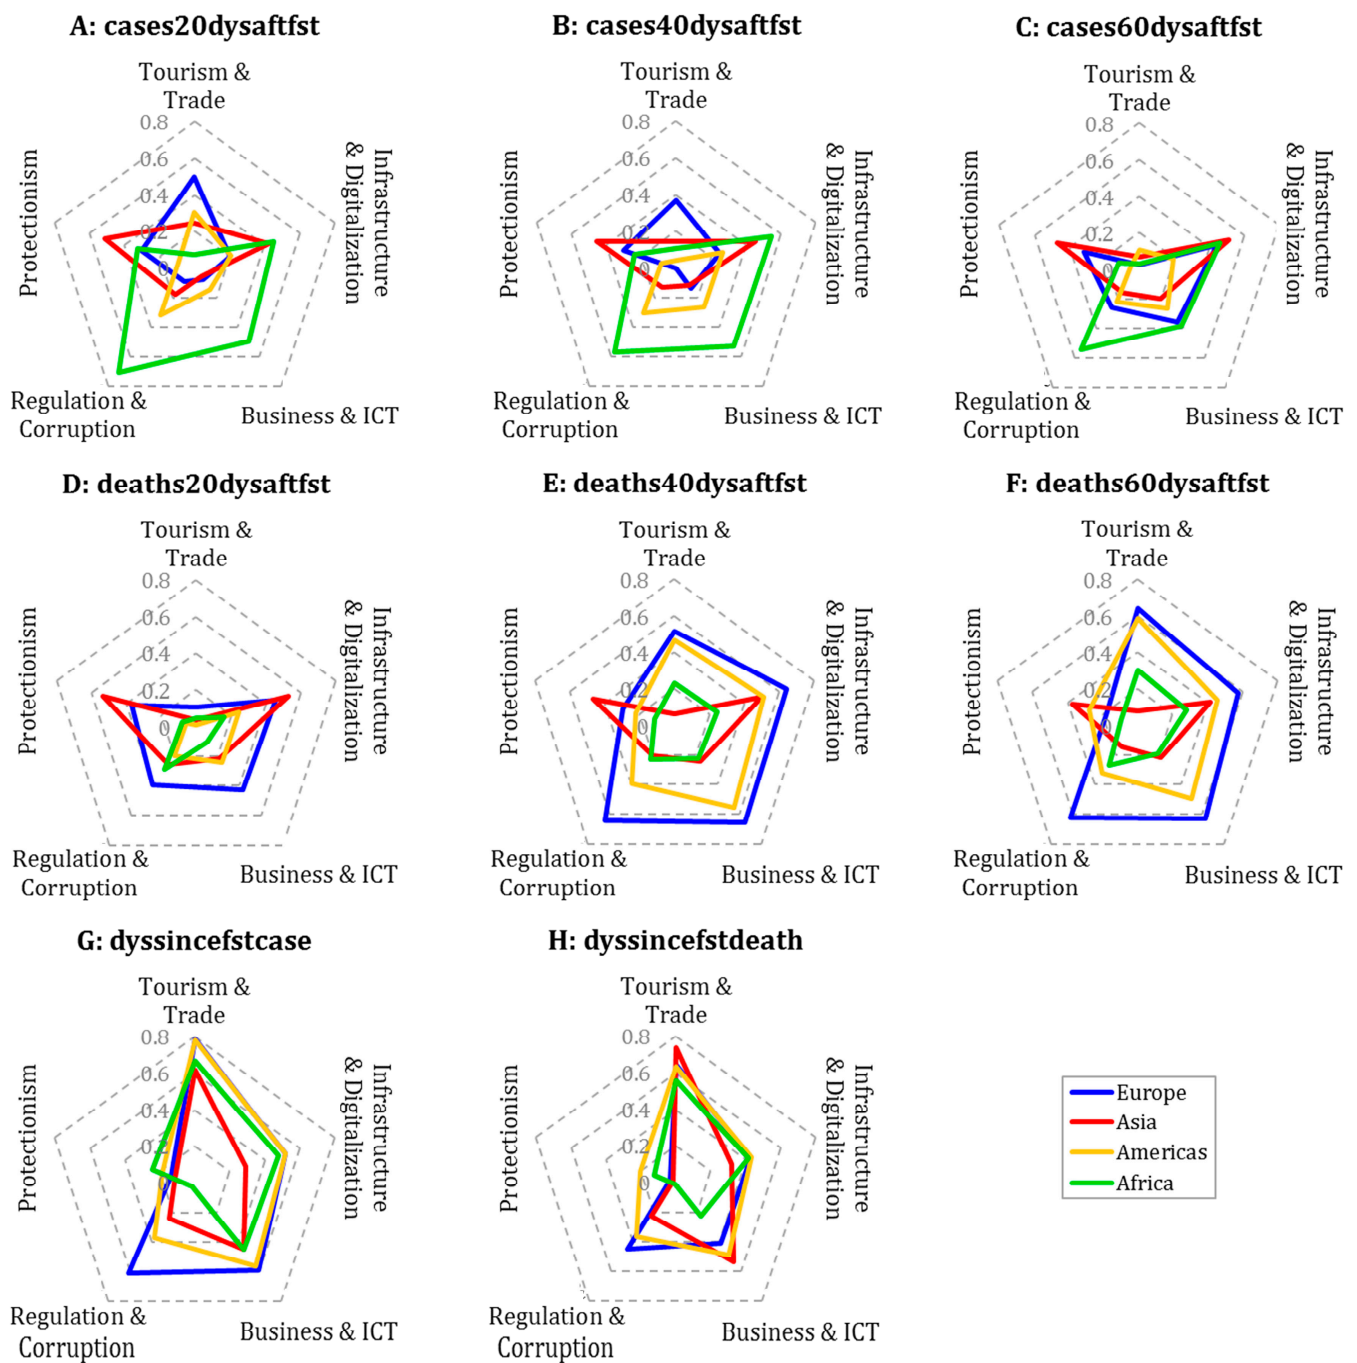 A: cases20dysaftfst
Tourism &
Trade
0.8
0.6
0.4
0.2
0
Protectionism
Infrastructure
& Digitalization
Regulation &
Corruption
Business & ICT
B: cases40dysaftfst
Tourism &
Trade
0.8
0.6
0.4
0.2
0
Protectionism
Infrastructure
& Digitalization
Regulation &
Corruption
Business & ICT
C: cases60dysaftfst
Tourism &
Trade
0.8
0.6
0.4
0.2
0
Protectionism
Infrastructure
& Digitalization
Regulation &
Corruption
Business & ICT
D: deaths20dysaftfst
Tourism &
Trade
0.8
0.6
0.4
0.2
0
Protectionism
Infrastructure
& Digitalization
Regulation &
Corruption
Business & ICT
E: deaths40dysaftfst
Tourism &
Trade
0.8
0.6
0.4
0.2
0
Protectionism
Infrastructure
& Digitalization
Regulation &
Corruption
Business & ICT
F: deaths60dysaftfst
Tourism &
Trade
0.8
0.6
0.4
0.2
0
Protectionism
Infrastructure
& Digitalization
Regulation &
Corruption
Business & ICT
G: dyssincefstcase
Tourism &
Trade
0.8
0.6
0.4
0.2
0
Protectionism
Infrastructure
& Digitalization
Regulation &
Corruption
Business & ICT
H: dyssincefstdeath
Tourism &
Trade
0.8
0.6
0.4
0.2
0
Protectionism
Infrastructure
& Digitalization
Regulation &
Corruption
Business & ICT
Europe
Asia
Americas
Africa